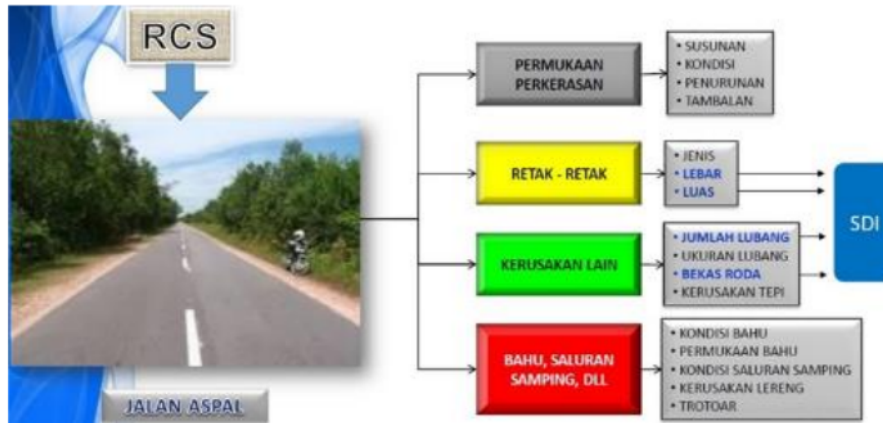 RCS
PERMUKAAN
PERKERASAN
• SUSUNAN
• KONDISI
• PENURUNAN
• TAMBALAN
RETAK - RETAK
• JENIS
• LEBAR
• LUAS
SDI
KERUSAKAN LAIN
• JUMLAH LUBANG
• UKURAN LUBANG
• BEKAS RODA
• KERUSAKAN TEPI
BAHU, SALURAN
SAMPING, DLL
• KONDISI BAHU
• PERMUKAAN BAHU
• KONDISI SALURAN SAMPING
• KERUSAKAN LERENG
• TROTOAR
JALAN ASPAL